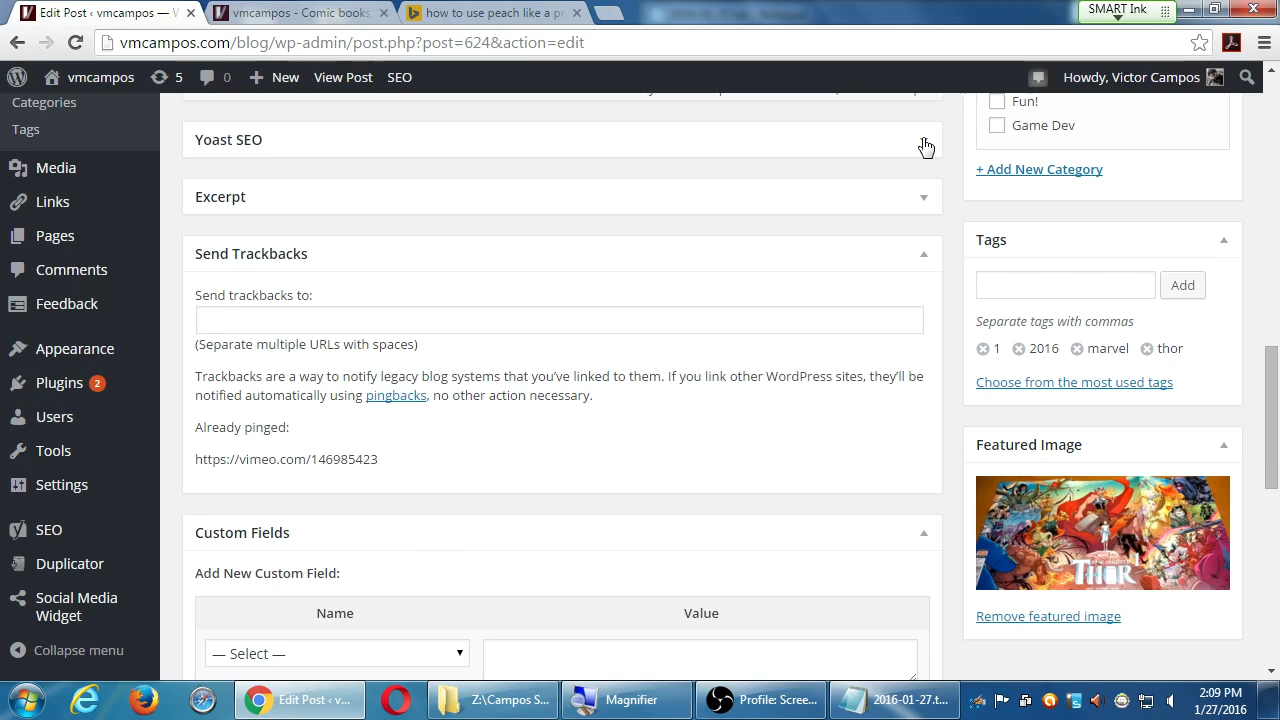 Edit Post ‹ vmcampos —
vmcampos - Comic books,
how to use peach like a pr
SMART Ink
vmcampos.com/blog/wp-admin/post.php?post=624&action=edit
vmcampos
5
0
New
View Post
SEO
Howdy, Victor Campos
Categories
Tags
Media
Links
Pages
Comments
Feedback
Appearance
Plugins 2
Users
Tools
Settings
SEO
Duplicator
Social Media
Widget
Collapse menu
Yoast SEO
Excerpt
Send Trackbacks
Send trackbacks to:
(Separate multiple URLs with spaces)
Trackbacks are a way to notify legacy blog systems that you've linked to them. If you link other WordPress sites, they'll be
notified automatically using pingbacks, no other action necessary.
Already pinged:
https://vimeo.com/146985423
Custom Fields
Add New Custom Field:
Name
Value
— Select —
Fun!
Game Dev
+ Add New Category
Tags
Add
Separate tags with commas
1
2016
marvel
thor
Choose from the most used tags
Featured Image
THOR
Remove featured image
Edit Post ‹ v...
Z:\Campos S...
Magnifier
Profile: Scree...
2016-01-27.t...
2:09 PM
1/27/2016